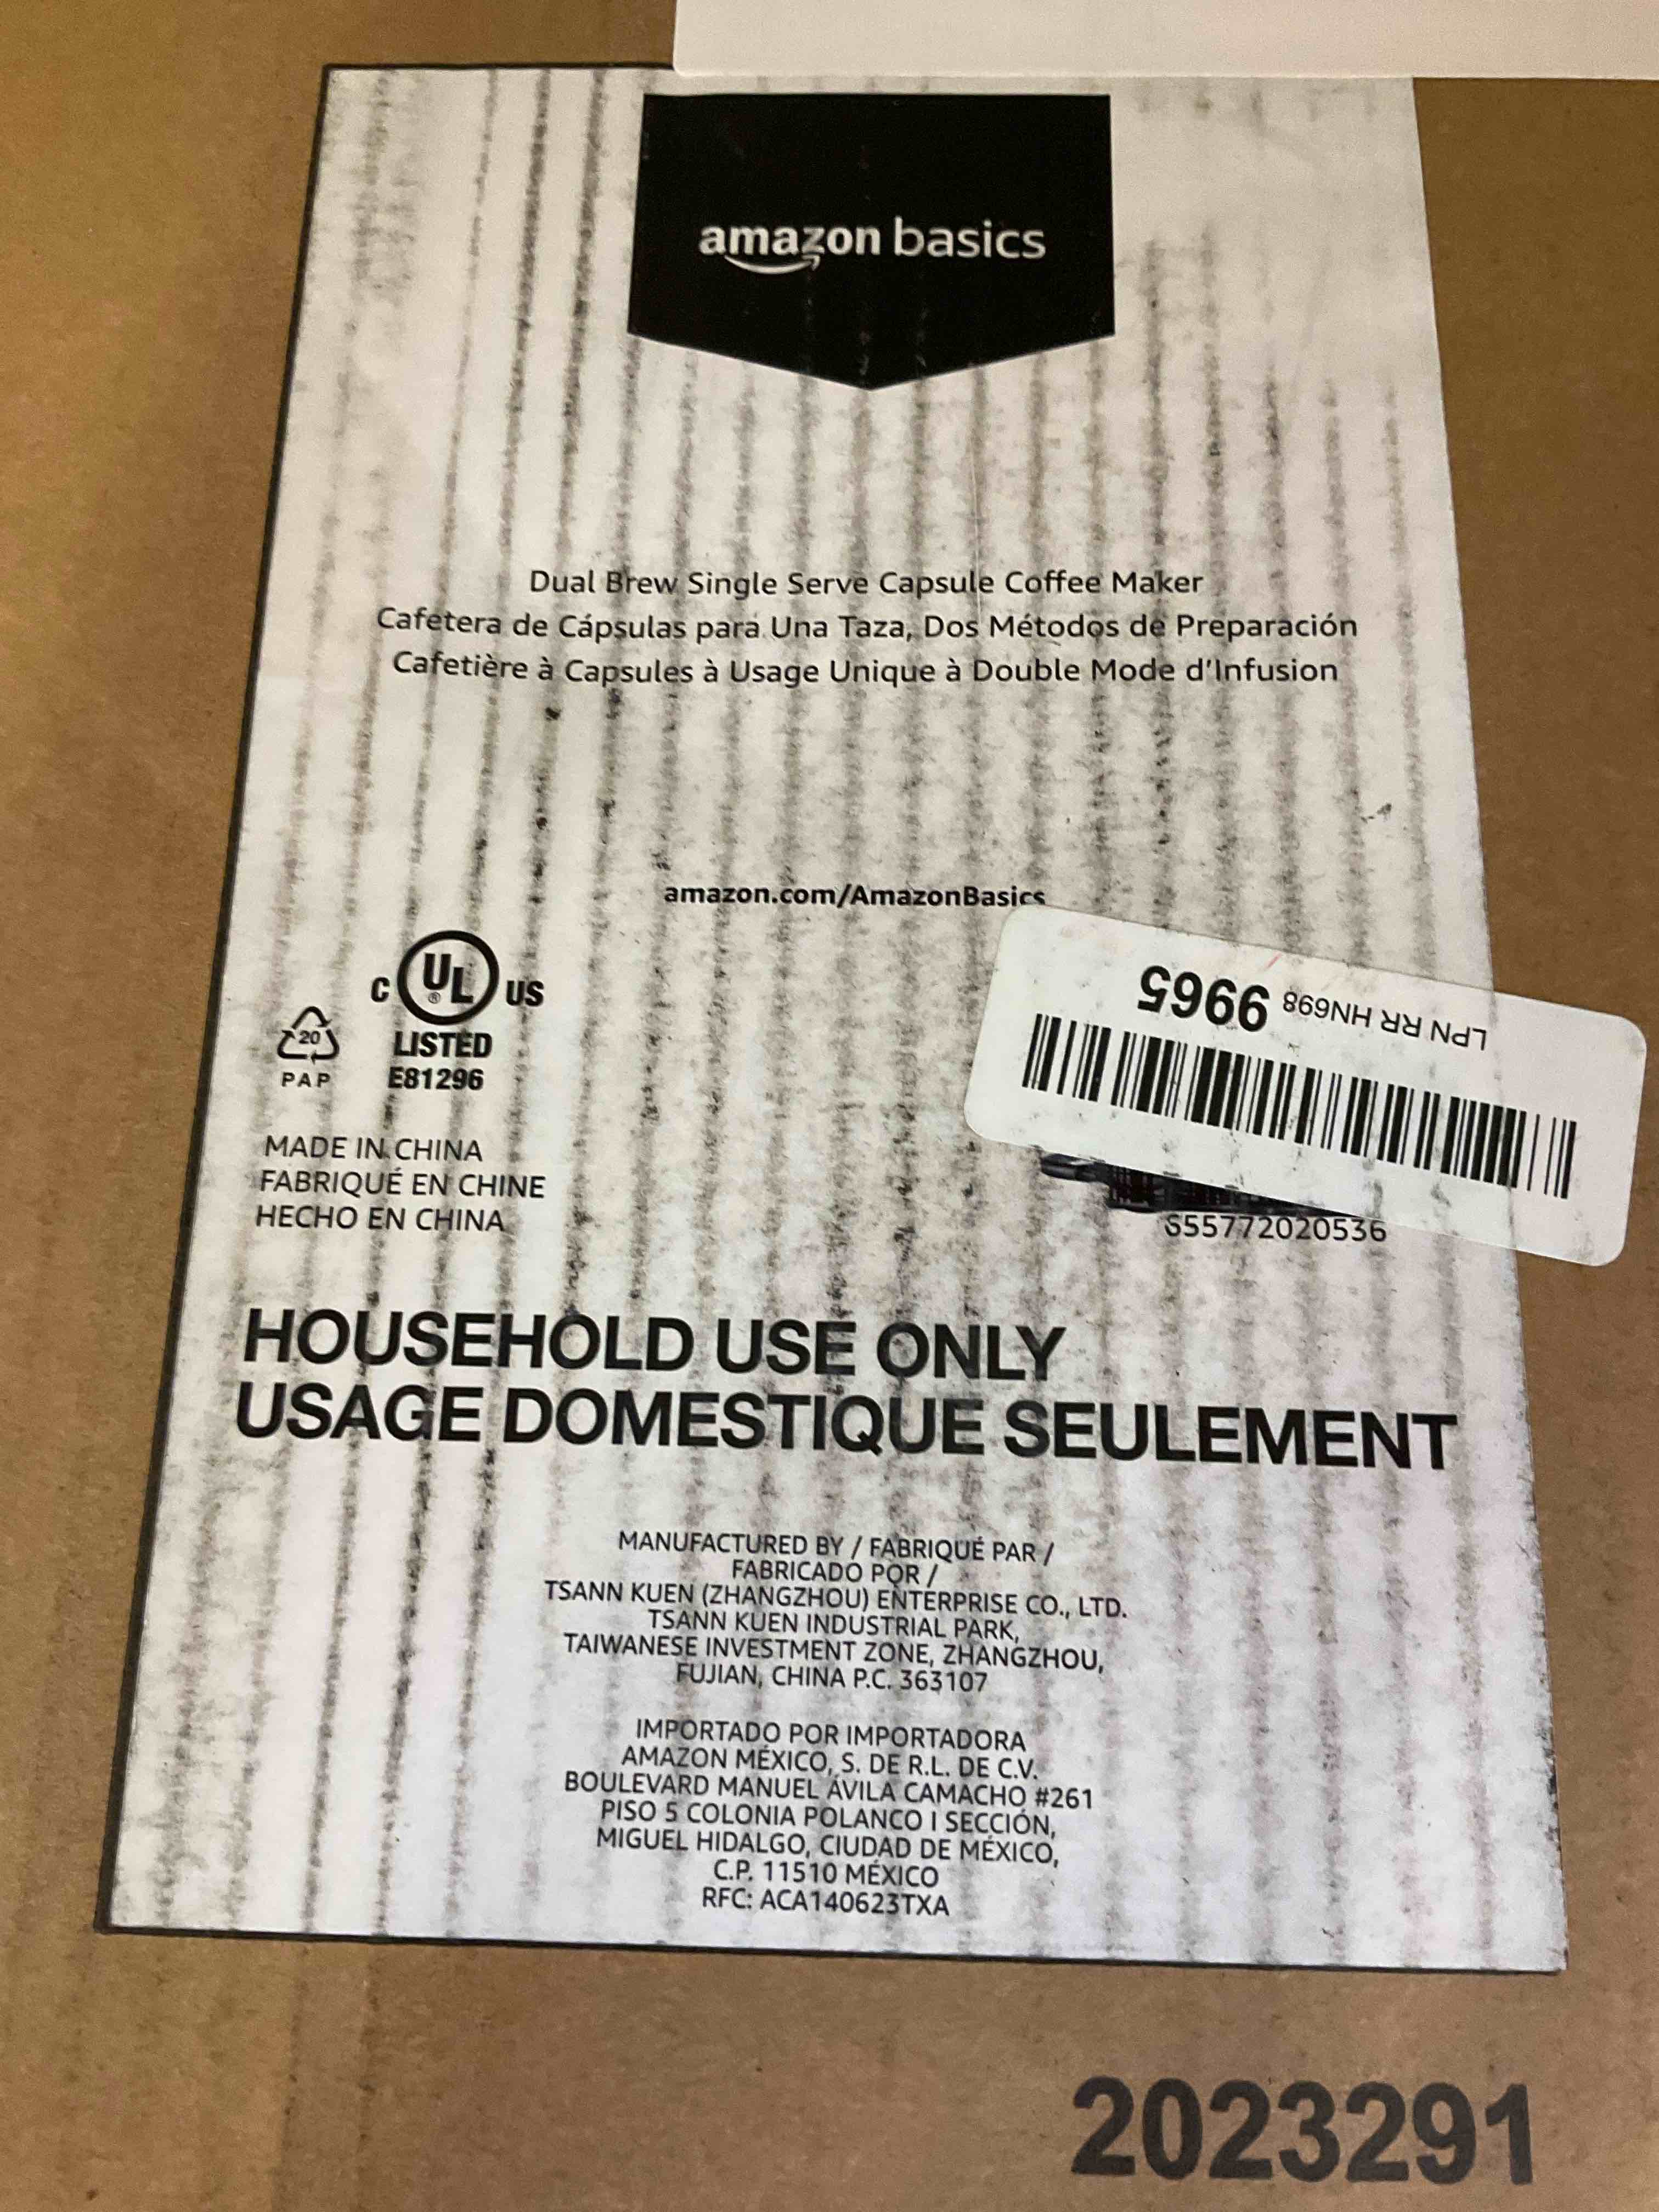 amazon basics
Dual Brew Single Serve Capsule Coffee Maker
Cafetera de Cápsulas para Una Taza, Dos Métodos de Preparación
Cafetière à Capsules à Usage Unique à Double Mode d'Infusion
amazon.com/AmazonBasics
C UL® US
LISTED
E81296
20
PAP
LPN RR HN698 9965
MADE IN CHINA
FABRIQUÉ EN CHINE
HECHO EN CHINA
655772020536
HOUSEHOLD USE ONLY
USAGE DOMESTIQUE SEULEMENT
MANUFACTURED BY / FABRIQUÉ PAR /
FABRICADO POR /
TSANN KUEN (ZHANGZHOU) ENTERPRISE CO., LTD.
TSANN KUEN INDUSTRIAL PARK,
TAIWANESE INVESTMENT ZONE, ZHANGZHOU,
FUJIAN, CHINA P.C. 363107
IMPORTADO POR IMPORTADORA
AMAZON MÉXICO, S. DE R.L. DE C.V.
BOULEVARD MANUEL ÁVILA CAMACHO #261
PISO 5 COLONIA POLANCO I SECCIÓN,
MIGUEL HIDALGO, CIUDAD DE MÉXICO,
C.P. 11510 MÉXICO
RFC: ACA140623TXA
2023291